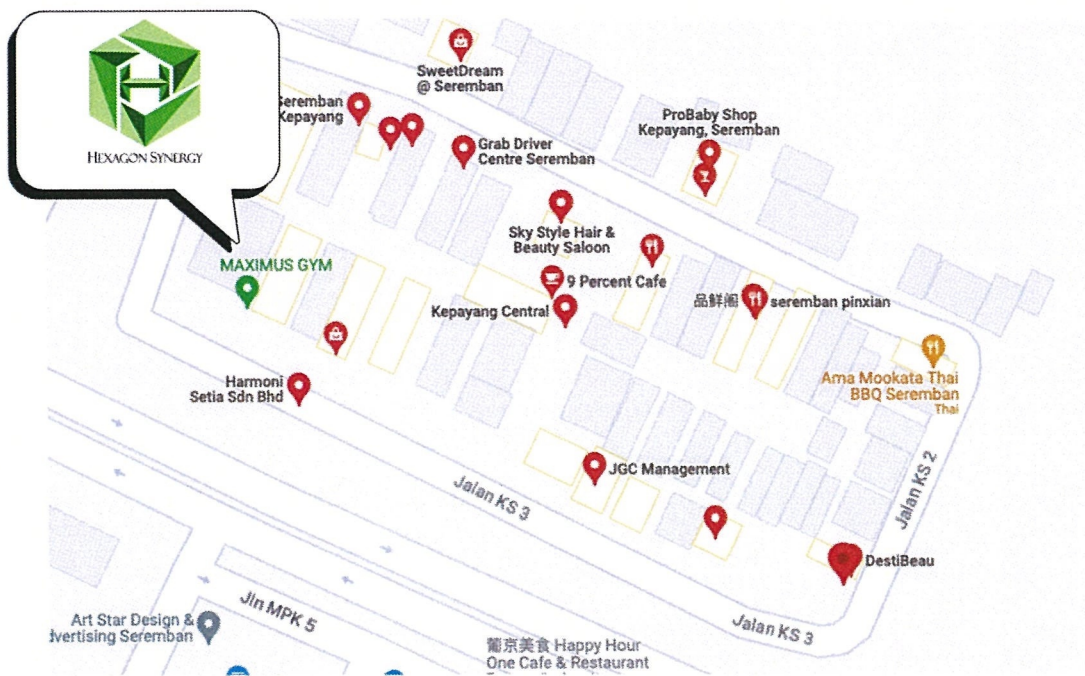 HEXAGON SYNERGY
SweetDream
@ Seremban
Seremban
Kepayang
ProBaby Shop
Kepayang, Seremban
Grab Driver
Centre Seremban
Sky Style Hair &
Beauty Saloon
MAXIMUS GYM
9 Percent Cafe
Kepayang Central
品鲜阁 seremban pinxian
Harmoni
Setia Sdn Bhd
Ama Mookata Thai
BBQ Seremban
Thai
Jalan KS 2
JGC Management
Jalan KS 3
DestiBeau
Jln MPK 5
Art Star Design &
dvertising Seremban
Jalan KS 3
葡京美食 Happy Hour
One Cafe & Restaurant